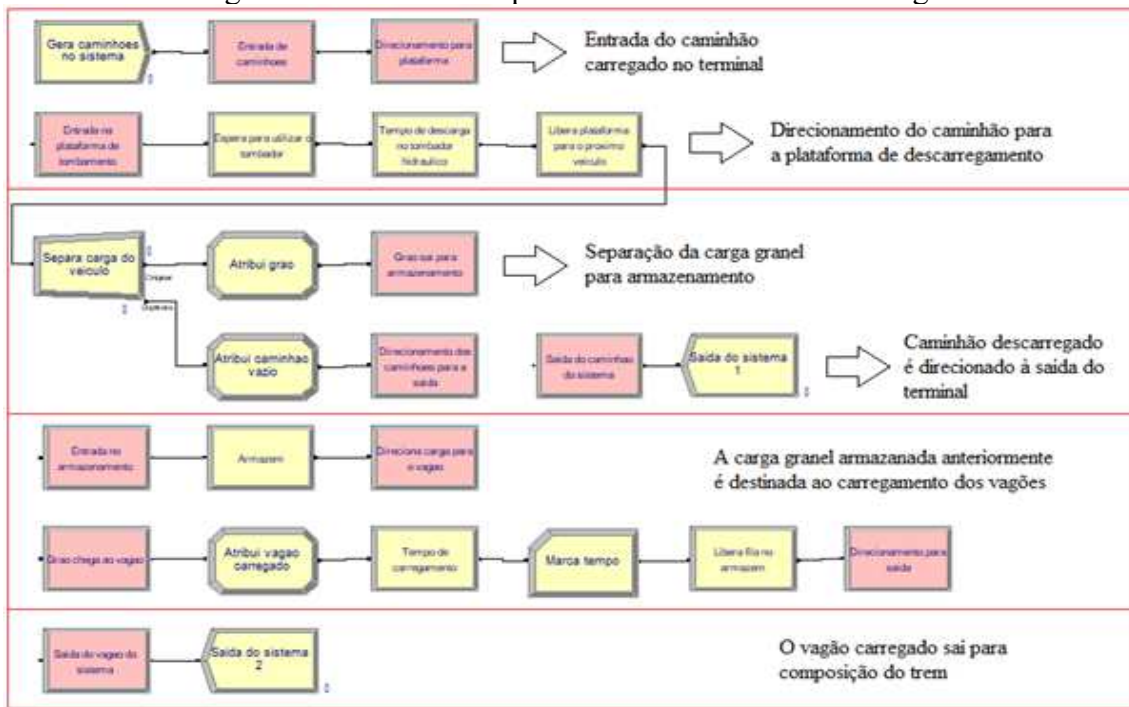 Gera caminhoes
no sistema
Entrada de
caminhoes
Direcionamento para
plataforma
Entrada do caminhão
carregado no terminal
Entrada na
plataforma de
tombamento
Espera para utilizar o
tombador
Tempo de descarga
no tombador
hidraulico
Libera plataforma
para o proximo
veiculo
Direcionamento do caminhão para
a plataforma de descarregamento
Separa carga do
veiculo
Original
Duplicate
Atribui grao
Grao sai para
armazenamento
Separação da carga granel
para armazenamento
Atribui caminhao
vazio
Direcionamento dos
caminhoes para a
saida
Saida do caminhao
do sistema
Saida do sistema
1
Caminhão descarregado
é direcionado à saida do
terminal
Entrada no
armazenamento
Armazem
Direciona carga para
o vagao
A carga granel armazanada anteriormente
é destinada ao carregamento dos vagões
Grao chega ao vagao
Atribui vagao
carregado
Tempo de
carregamento
Marca tempo
Libera fila no
armazem
Direcionamento para
saida
Saida do vagao do
sistema
Saida do sistema
2
O vagão carregado sai para
composição do trem